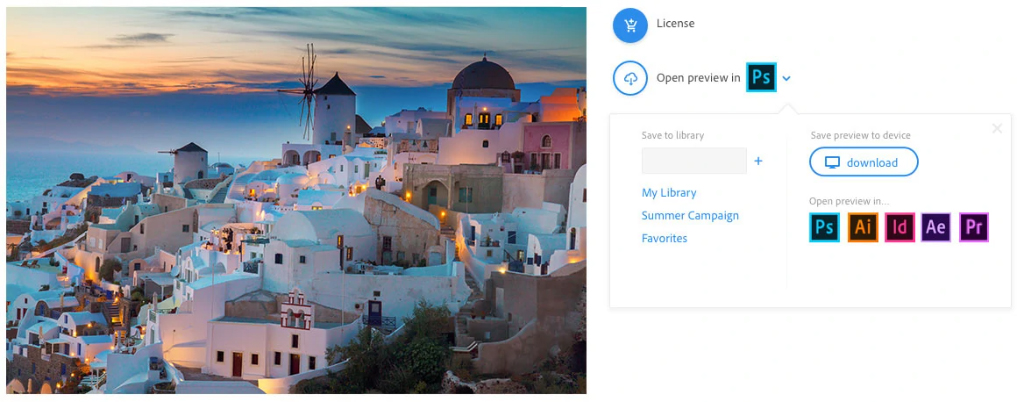 License
Open preview in Ps
Save to library
+
My Library
Summer Campaign
Favorites
Save preview to device
download
Open preview in...
Ps Ai Id Ae Pr